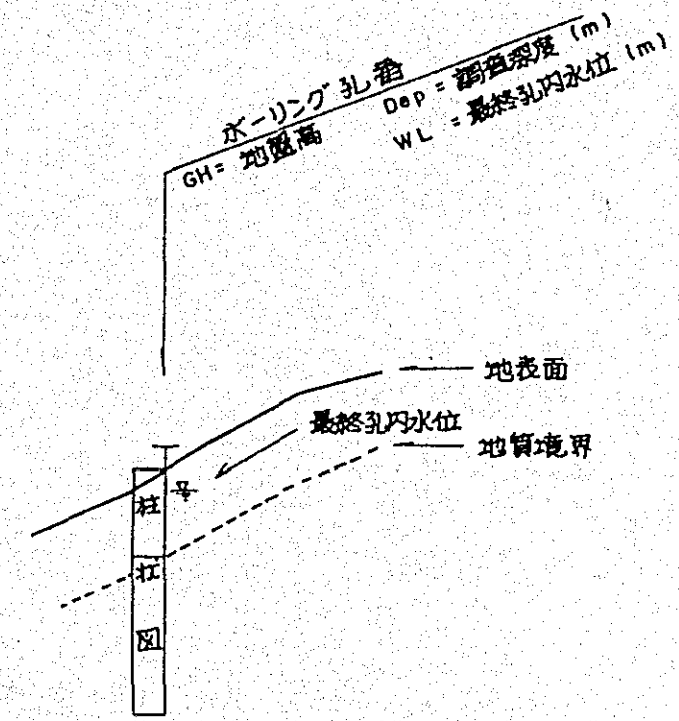 ボーリング孔番
GH= 地盤高 Dep = 調査深度 (m)
WL = 最終孔内水位 (m)
地表面
最終孔内水位
地質境界
柱
状
図